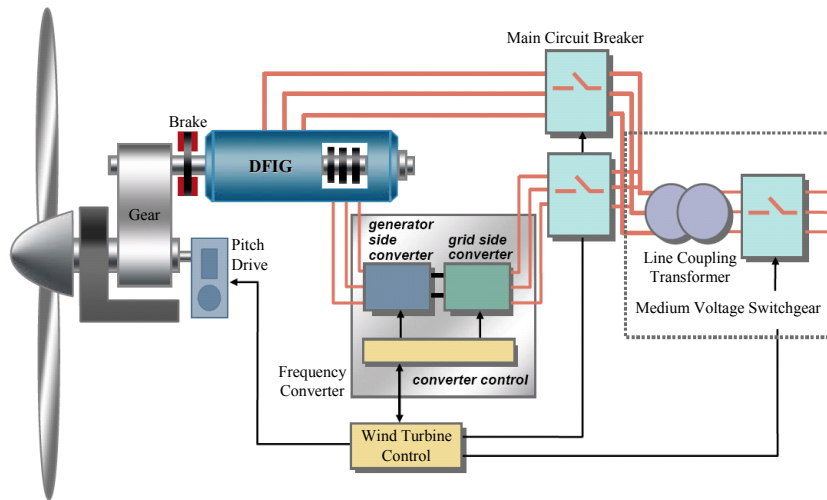 Main Circuit Breaker
Brake
DFIG
Gear
generator
side
converter
grid side
converter
Pitch
Drive
Line Coupling
Transformer
Medium Voltage Switchgear
Frequency
Converter
converter control
Wind Turbine
Control